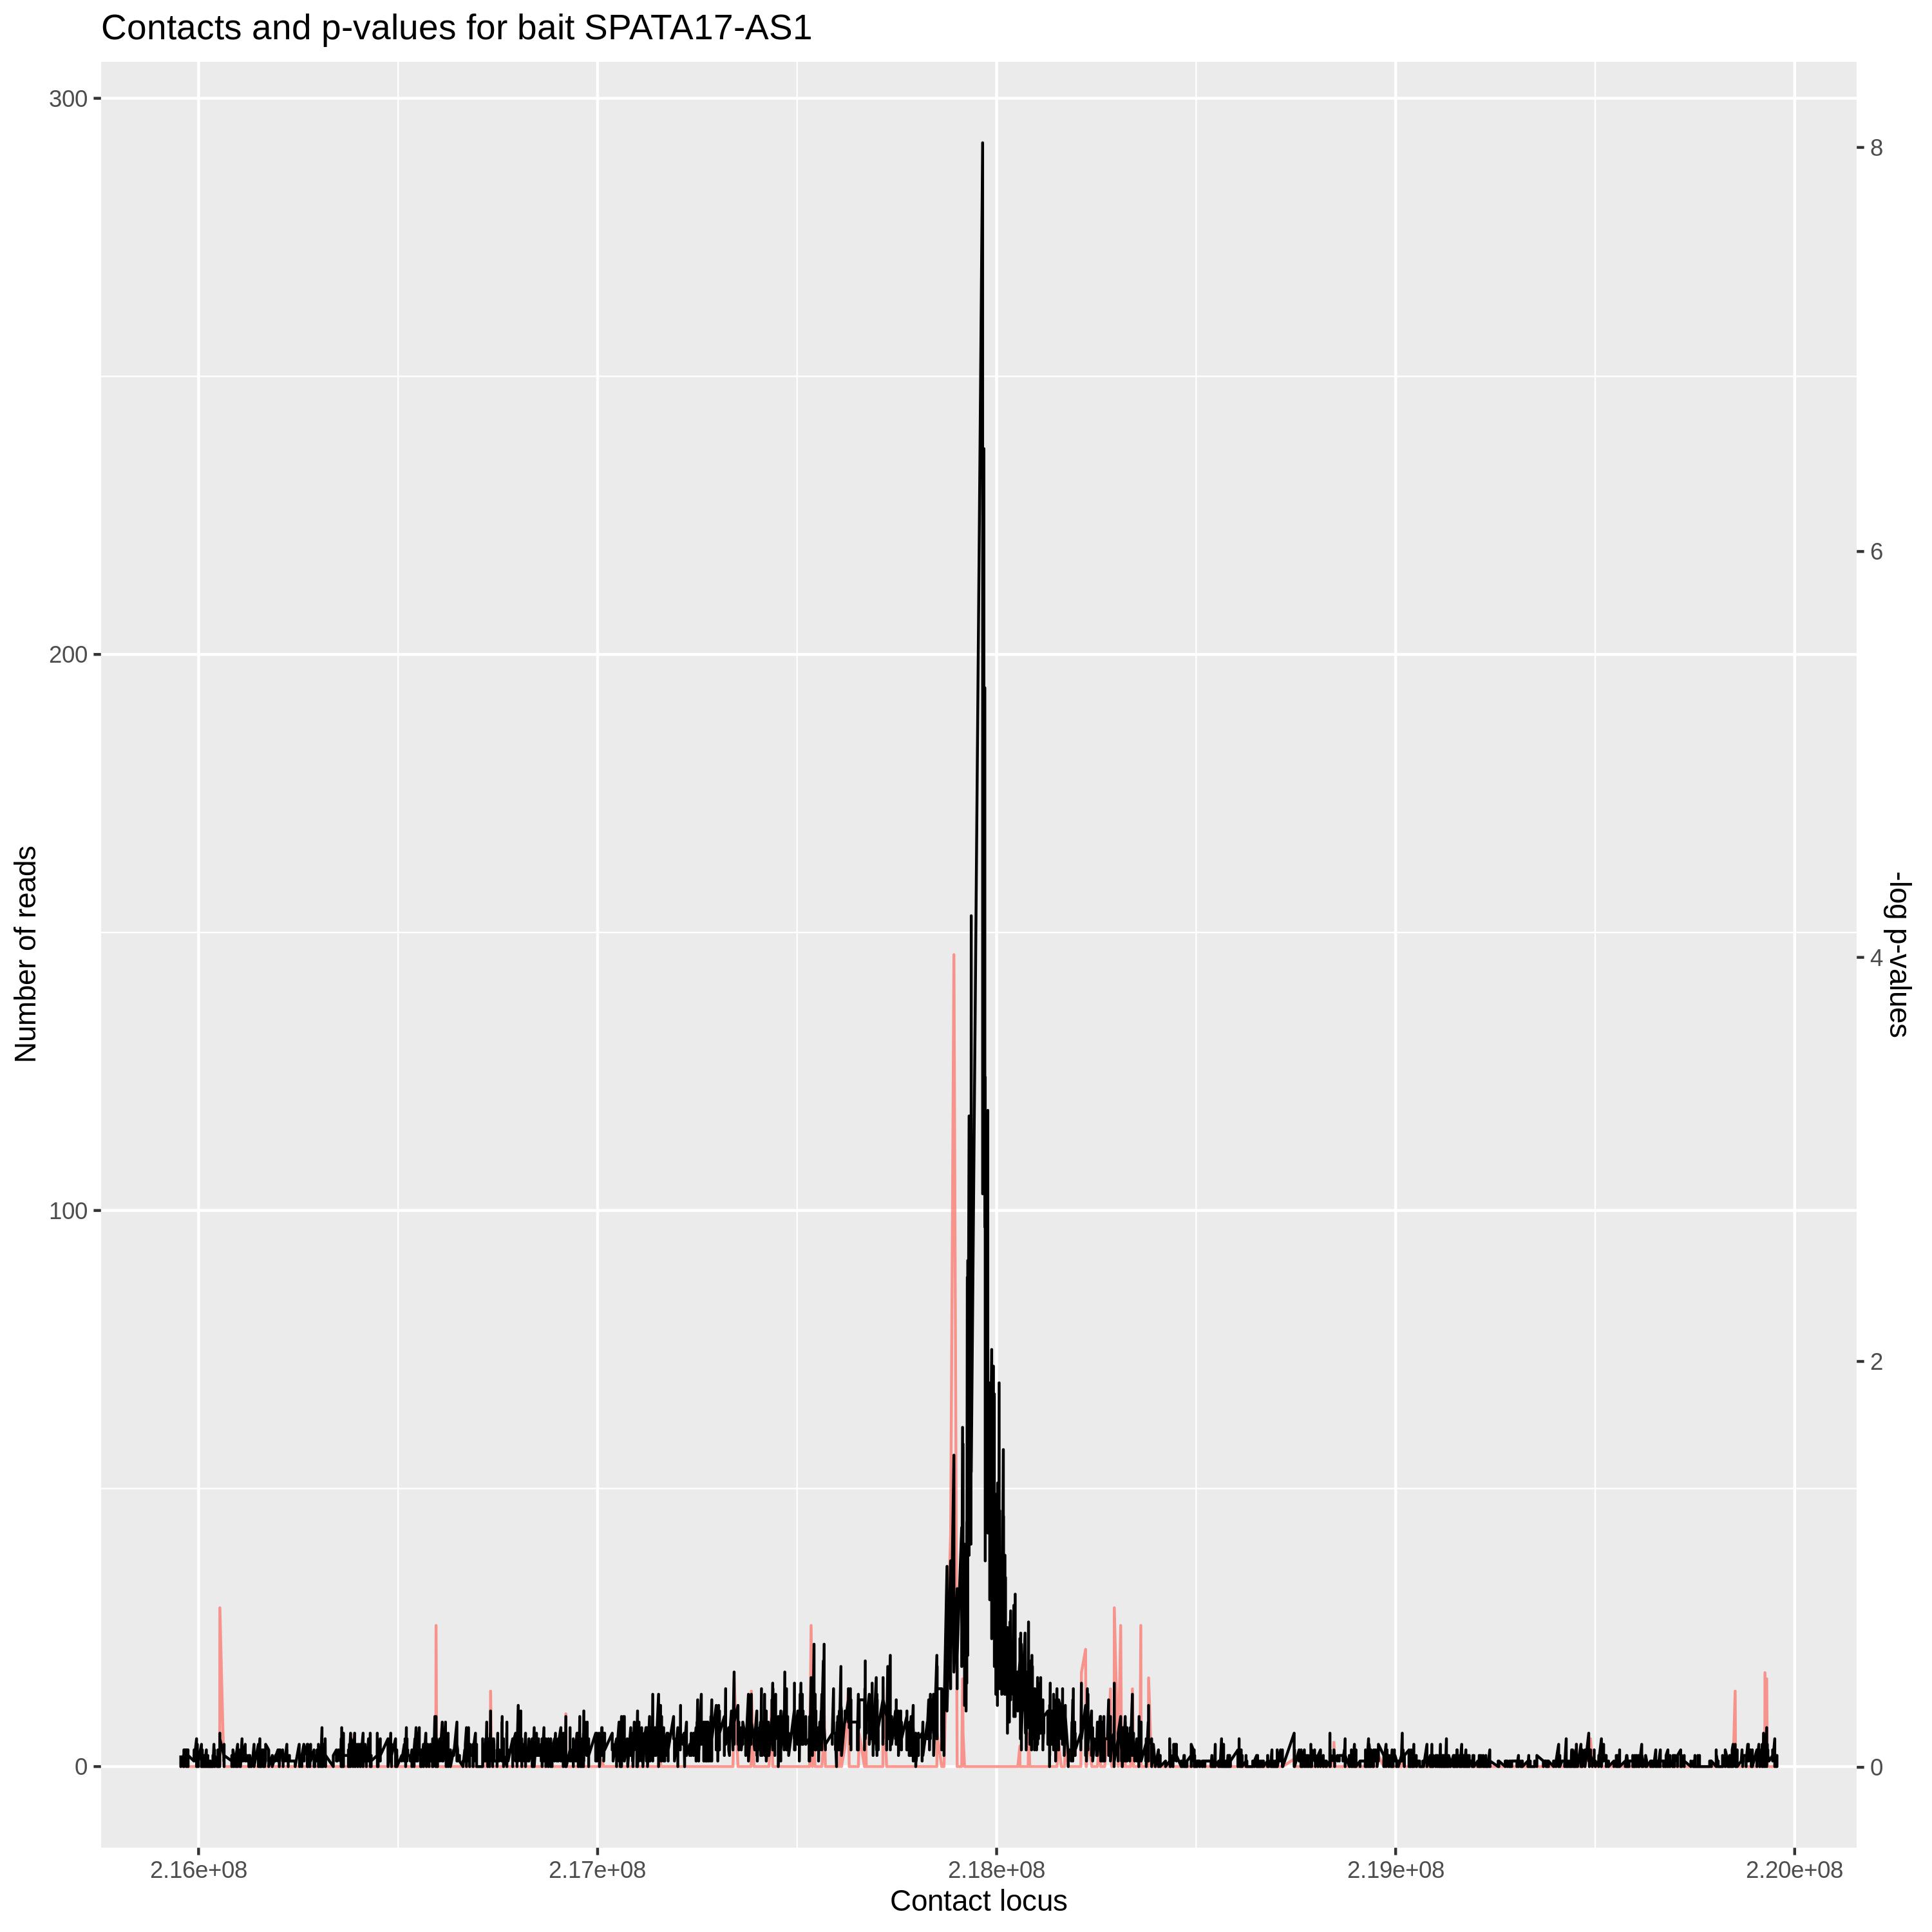 Contacts and p-values for bait SPATA17-AS1
300
200
100
0
Number of reads
8
6
4
2
0
-log p-values
2.16e+08
2.17e+08
2.18e+08
2.19e+08
2.20e+08
Contact locus